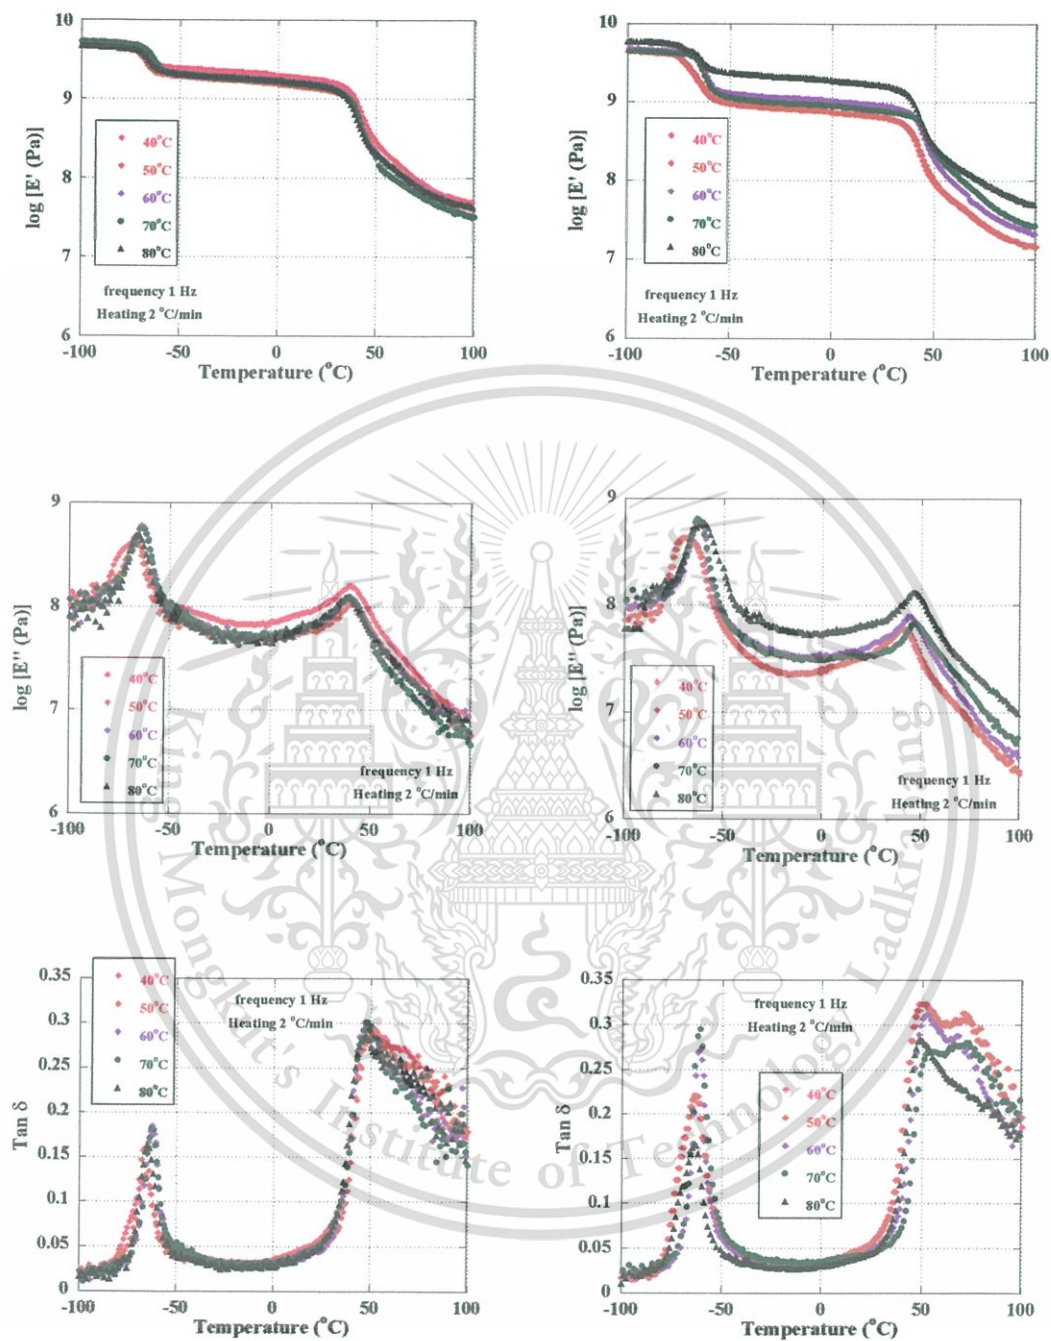 10
9
8
7
6
log [E' (Pa)]
40°C
50°C
60°C
70°C
80°C
frequency 1 Hz
Heating 2 °C/min
-100
-50
0
50
100
Temperature (°C)
10
9
8
7
6
log [E' (Pa)]
40°C
50°C
60°C
70°C
80°C
frequency 1 Hz
Heating 2 °C/min
-100
-50
0
50
100
Temperature (°C)
9
8
7
6
log [E'' (Pa)]
40°C
50°C
60°C
70°C
80°C
frequency 1 Hz
Heating 2 °C/min
-100
-50
0
50
100
Temperature (°C)
9
8
7
6
log [E'' (Pa)]
40°C
50°C
60°C
70°C
80°C
frequency 1 Hz
Heating 2 °C/min
-100
-50
0
50
100
Temperature (°C)
0.35
0.3
0.25
0.2
0.15
0.1
0.05
0
Tan δ
40°C
50°C
60°C
70°C
80°C
frequency 1 Hz
Heating 2 °C/min
-100
-50
0
50
100
Temperature (°C)
0.35
0.3
0.25
0.2
0.15
0.1
0.05
0
Tan δ
frequency 1 Hz
Heating 2 °C/min
40°C
50°C
60°C
70°C
80°C
-100
-50
0
50
100
Temperature (°C)
King Mongkut's Institute of Technology Ladkrabang